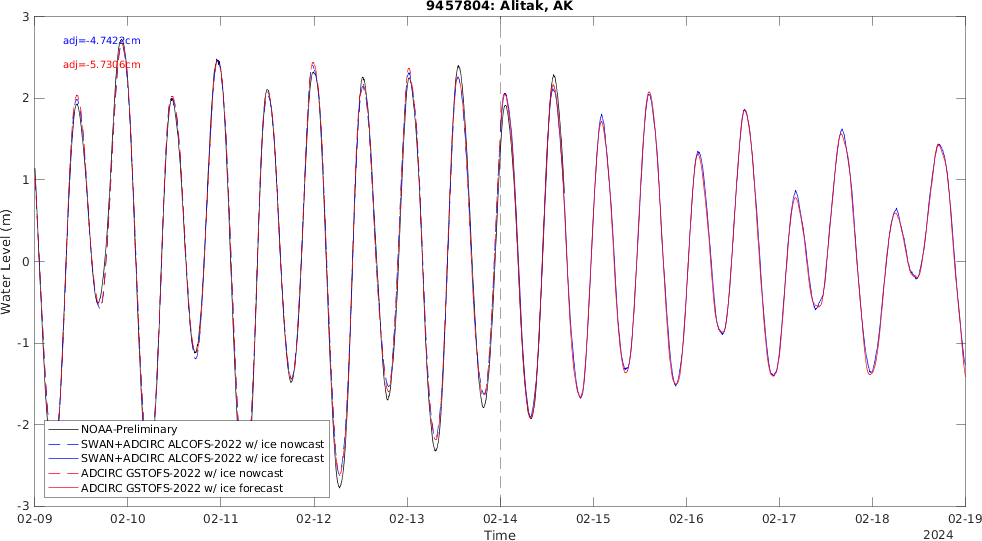 9457804: Alitak, AK
adj=-4.7422cm
adj=-5.7306cm
Water Level (m)
3
2
1
0
-1
-2
-3
NOAA-Preliminary
SWAN+ADCIRC ALCOFS-2022 w/ ice nowcast
SWAN+ADCIRC ALCOFS-2022 w/ ice forecast
ADCIRC GSTOFS-2022 w/ ice nowcast
ADCIRC GSTOFS-2022 w/ ice forecast
02-09 02-10 02-11 02-12 02-13 02-14 02-15 02-16 02-17 02-18 02-19
Time
2024